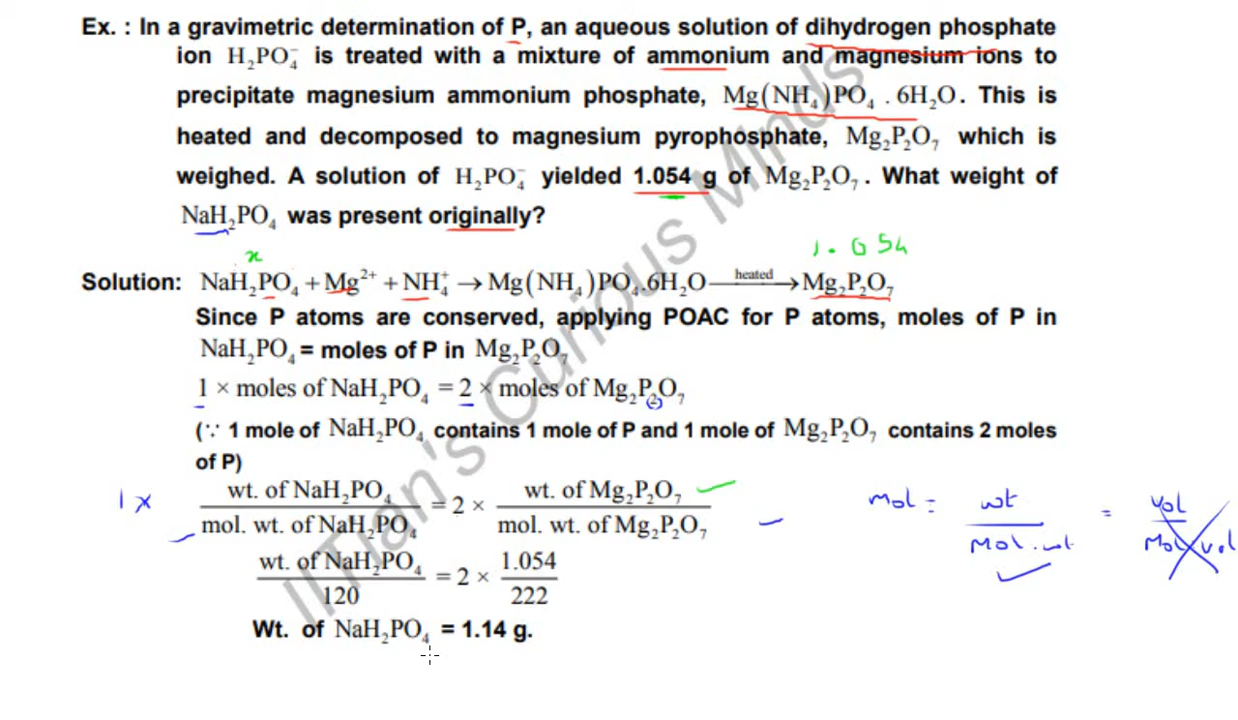 Ex. : In a gravimetric determination of P, an aqueous solution of dihydrogen phosphate
ion H₂PO₄⁻ is treated with a mixture of ammonium and magnesium ions to
precipitate magnesium ammonium phosphate, Mg(NH₄)PO₄ . 6H₂O. This is
heated and decomposed to magnesium pyrophosphate, Mg₂P₂O₇ which is
weighed. A solution of H₂PO₄⁻ yielded 1.054 g of Mg₂P₂O₇. What weight of
NaH₂PO₄ was present originally?
x 1.054
Solution: NaH₂PO₄ + Mg²⁺ + NH₄⁺ → Mg(NH₄)PO₄.6H₂O —heated→ Mg₂P₂O₇
Since P atoms are conserved, applying POAC for P atoms, moles of P in
NaH₂PO₄ = moles of P in Mg₂P₂O₇
1 × moles of NaH₂PO₄ = 2 × moles of Mg₂P₂O₇
(∵ 1 mole of NaH₂PO₄ contains 1 mole of P and 1 mole of Mg₂P₂O₇ contains 2 moles
of P)
1 x wt. of NaH₂PO₄ / mol. wt. of NaH₂PO₄ = 2 × wt. of Mg₂P₂O₇ / mol. wt. of Mg₂P₂O₇ mol = wt / mol. wt = vol / Mol vol
wt. of NaH₂PO₄ / 120 = 2 × 1.054 / 222
Wt. of NaH₂PO₄ = 1.14 g.
IITian's Curious Minds